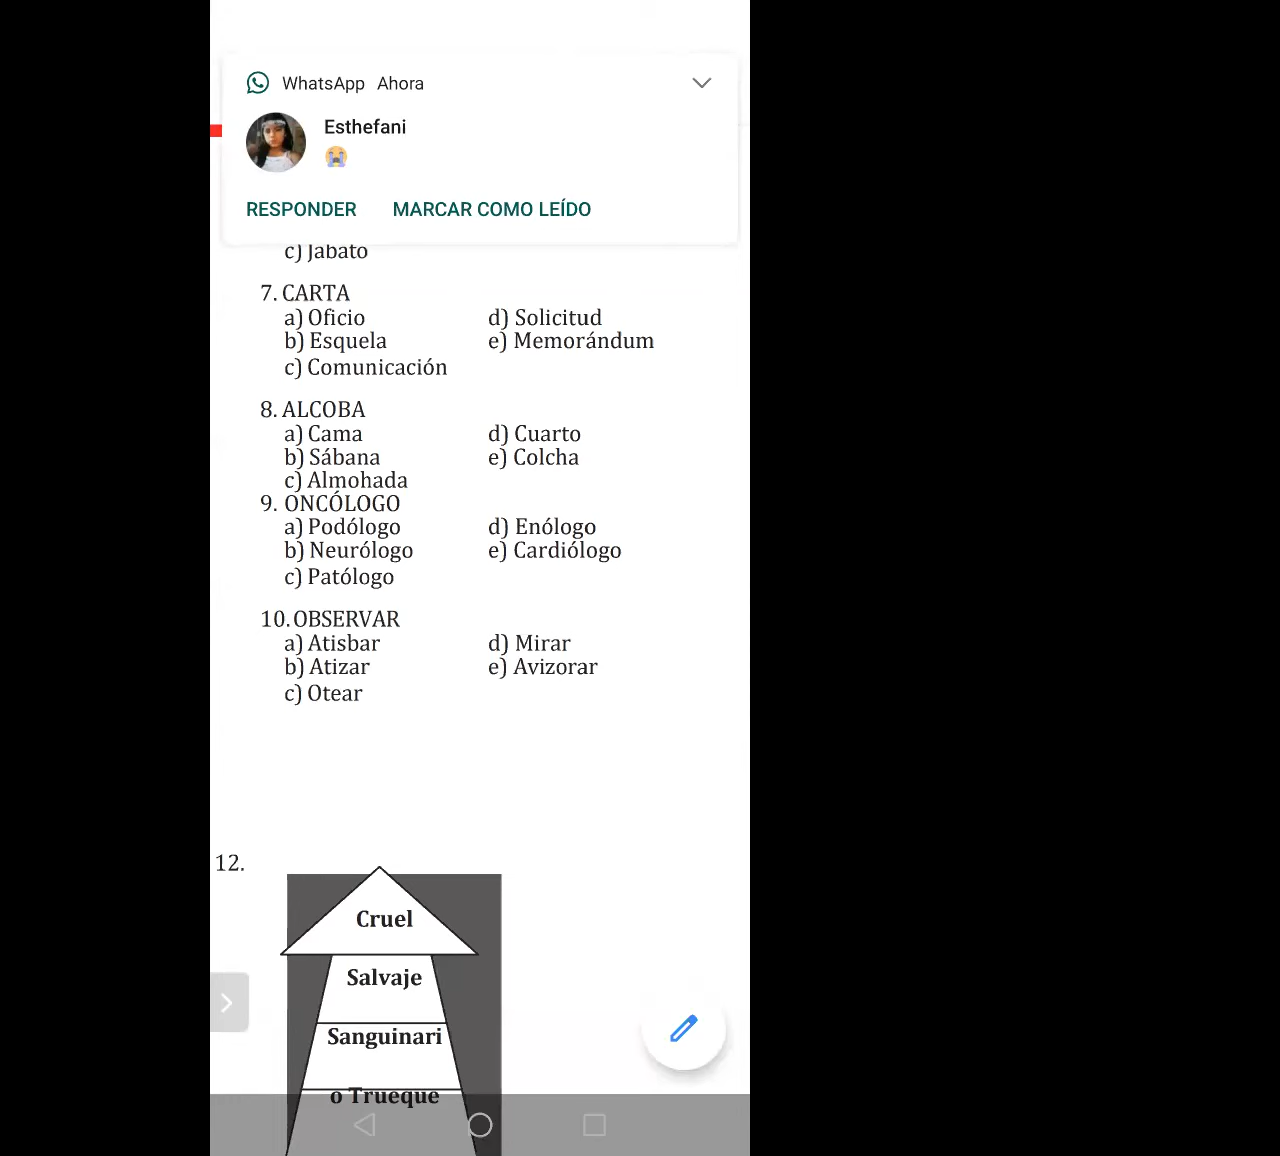 WhatsApp Ahora
Esthefani
RESPONDER MARCAR COMO LEÍDO
c) Jabato
7. CARTA
a) Oficio d) Solicitud
b) Esquela e) Memorándum
c) Comunicación
8. ALCOBA
a) Cama d) Cuarto
b) Sábana e) Colcha
c) Almohada
9. ONCÓLOGO
a) Podólogo d) Enólogo
b) Neurólogo e) Cardiólogo
c) Patólogo
10. OBSERVAR
a) Atisbar d) Mirar
b) Atizar e) Avizorar
c) Otear
12.
Cruel
Salvaje
Sanguinari
o Trueque